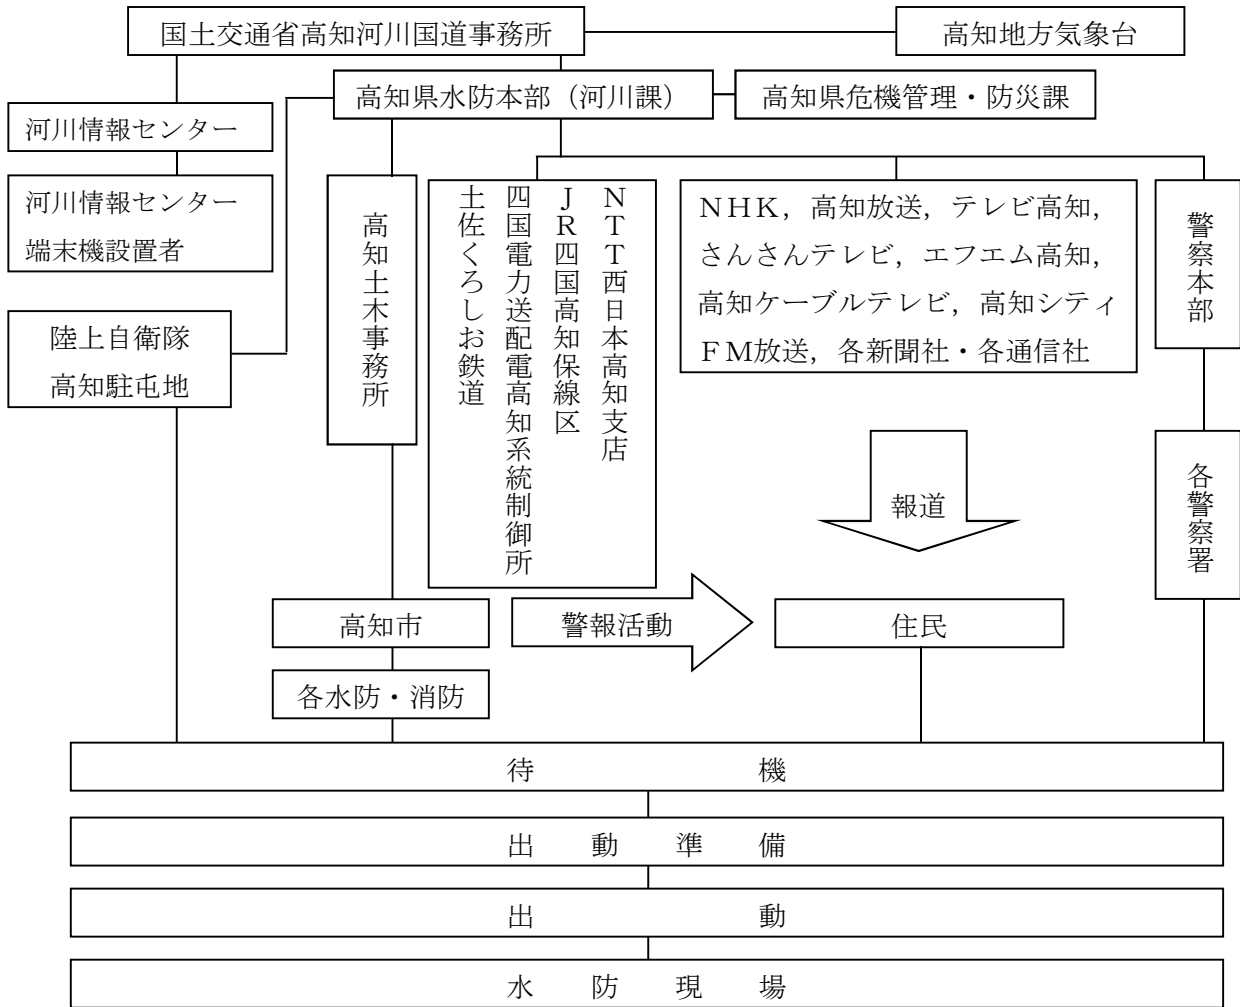 国土交通省高知河川国道事務所
高知地方気象台
高知県水防本部（河川課）
高知県危機管理・防災課
河川情報センター
河川情報センター
端末機設置者
陸上自衛隊
高知駐屯地
高知土木事務所
ＮＴＴ西日本高知支店
ＪＲ四国高知保線区
四国電力送配電高知系統制御所
土佐くろしお鉄道
ＮＨＫ，高知放送，テレビ高知，
さんさんテレビ，エフエム高知，
高知ケーブルテレビ，高知シティ
ＦＭ放送，各新聞社・各通信社
警察本部
各警察署
報道
高知市
警報活動
住民
各水防・消防
待機
出動準備
出動
水防現場